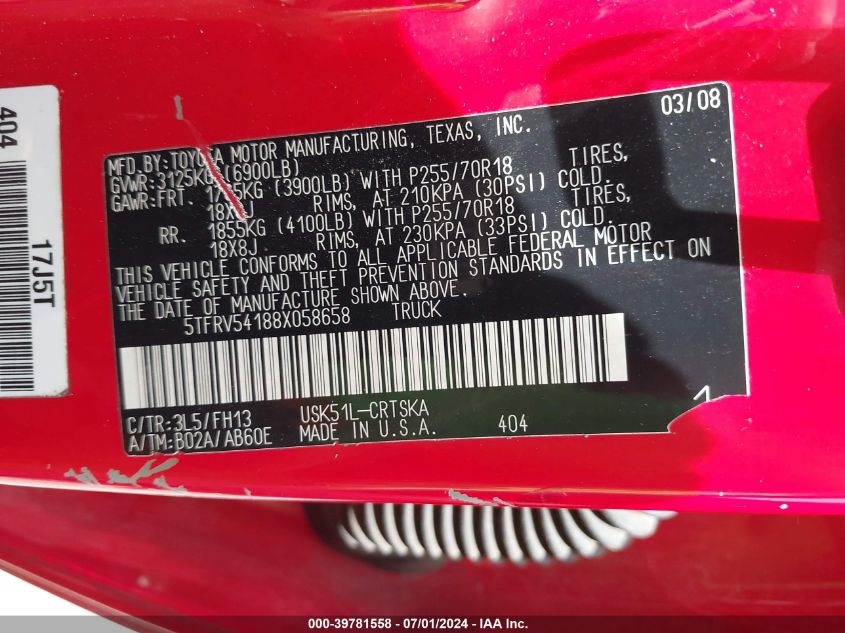 03/08
MFD.BY:TOYOTA MOTOR MANUFACTURING, TEXAS, INC.
GVWR:3125KG (6900LB)
GAWR:FRT. (3900LB) WITH P255/70R18 TIRES,
RIMS, AT 210KPA (30PSI) COLD.
RR. 1855KG (4100LB) WITH P255/70R18 TIRES,
18X8J. RIMS, AT 230KPA (33PSI) COLD.
THIS VEHICLE CONFORMS TO ALL APPLICABLE FEDERAL MOTOR
VEHICLE SAFETY AND THEFT PREVENTION STANDARDS IN EFFECT ON
THE DATE OF MANUFACTURE SHOWN ABOVE.
5TFRV54188X058658 TRUCK
C/TR:3L5/FH13 USK51L-CRTSKA
A/TM:B02A/AB60E MADE IN U.S.A. 404
404
17J5T
000-39781558 - 07/01/2024 - IAA Inc.